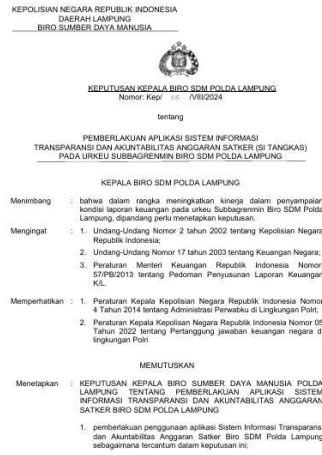 KEPOLISIAN NEGARA REPUBLIK INDONESIA
DAERAH LAMPUNG
BIRO SUMBER DAYA MANUSIA
KEPUTUSAN KEPALA BIRO SDM POLDA LAMPUNG
Nomor: Kep/ /VIII/2024
tentang
PEMBERLAKUAN APLIKASI SISTEM INFORMASI
TRANSPARANSI DAN AKUNTABILITAS ANGGARAN SATKER (SI TANGKAS)
PADA URKEU SUBBAGRENMIN BIRO SDM POLDA LAMPUNG
KEPALA BIRO SDM POLDA LAMPUNG
Menimbang : bahwa dalam rangka meningkatkan kinerja dalam penyampaian
kondisi laporan keuangan pada urkeu Subbagrenmin Biro SDM Polda
Lampung, dipandang perlu menetapkan keputusan.
Mengingat : 1. Undang-Undang Nomor 2 tahun 2002 tentang Kepolisian Negara
Republik Indonesia;
2. Undang-Undang Nomor 17 tahun 2003 tentang Keuangan Negara;
3. Peraturan Menteri Keuangan Republik Indonesia Nomor
57/PB/2013 tentang Pedoman Penyusunan Laporan Keuangan
K/L.
Memperhatikan : 1. Peraturan Kepala Kepolisian Negara Republik Indonesia Nomor
4 Tahun 2014 tentang Administrasi Perwabku di Lingkungan Polri;
2. Peraturan Kepala Kepolisan Negara Republik Indonesia Nomor 05
Tahun 2022 tentang Pertanggung jawaban keuangan negara di
lingkungan Polri
MEMUTUSKAN
Menetapkan : KEPUTUSAN KEPALA BIRO SUMBER DAYA MANUSIA POLDA
LAMPUNG TENTANG PEMBERLAKUAN APLIKASI SISTEM
INFORMASI TRANSPARANSI DAN AKUNTABILITAS ANGGARAN
SATKER BIRO SDM POLDA LAMPUNG
1. pemberlakuan penggunaan aplikasi Sistem Informasi Transparansi
dan Akuntabilitas Anggaran Satker Biro SDM Polda Lampung
sebagaimana tercantum dalam keputusan ini;